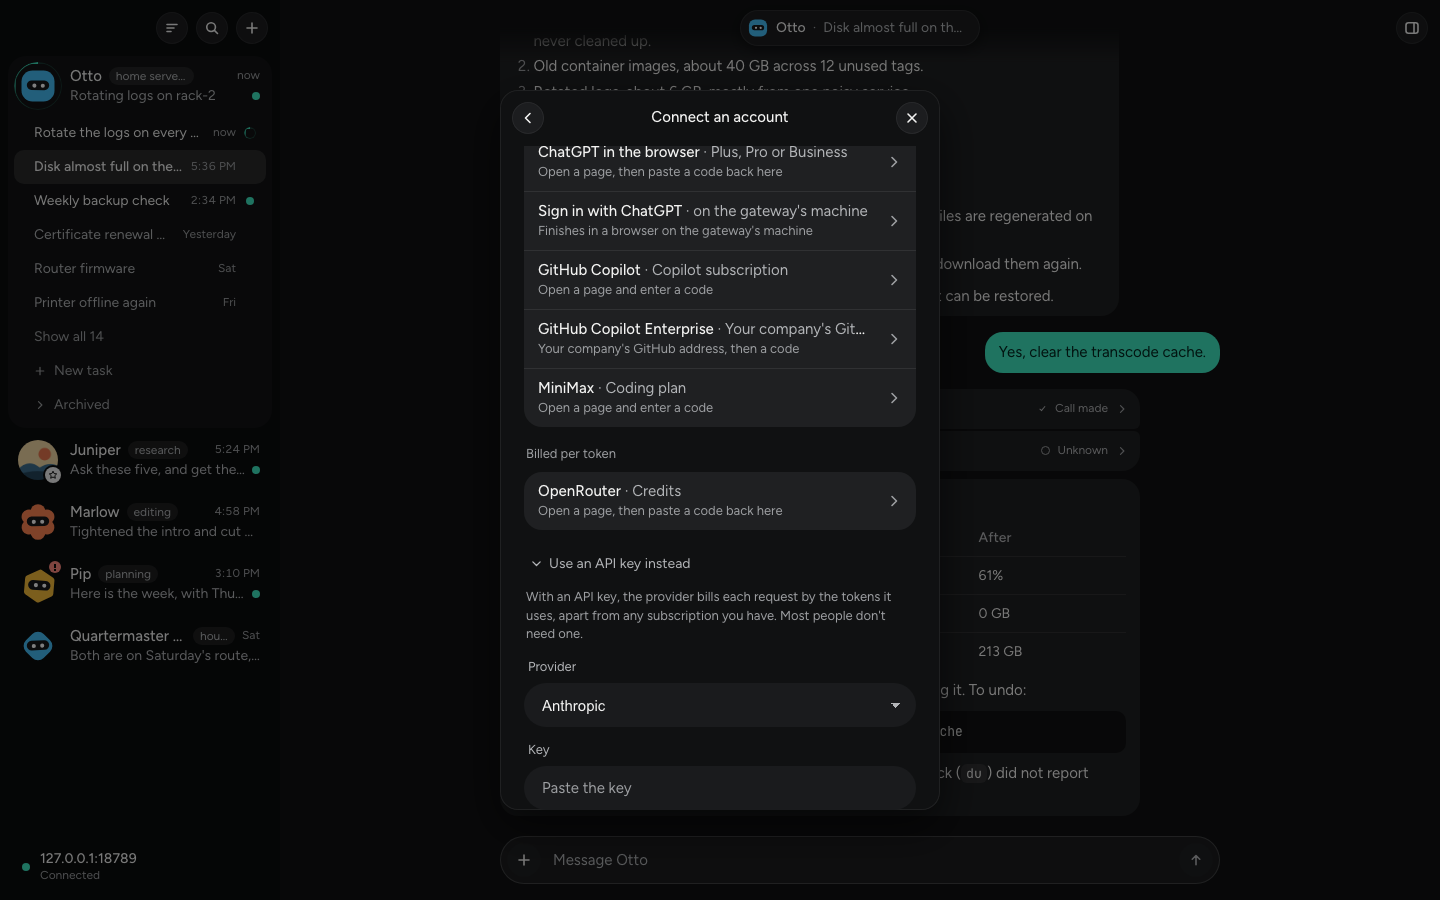 Otto · Disk almost full on th...
Otto home serve... now
Rotating logs on rack-2
Rotate the logs on every ... now
Disk almost full on the... 5:36 PM
Weekly backup check 2:34 PM
Certificate renewal ... Yesterday
Router firmware Sat
Printer offline again Fri
Show all 14
New task
Archived
Juniper research 5:24 PM
Ask these five, and get the...
Marlow editing 4:58 PM
Tightened the intro and cut ...
Pip planning 3:10 PM
Here is the week, with Thu...
Quartermaster ... hou... Sat
Both are on Saturday's route,...
127.0.0.1:18789
Connected
never cleaned up.
2. Old container images, about 40 GB across 12 unused tags.
Connect an account
ChatGPT in the browser · Plus, Pro or Business
Open a page, then paste a code back here
Sign in with ChatGPT · on the gateway's machine
Finishes in a browser on the gateway's machine
GitHub Copilot · Copilot subscription
Open a page and enter a code
GitHub Copilot Enterprise · Your company's Git...
Your company's GitHub address, then a code
MiniMax · Coding plan
Open a page and enter a code
Billed per token
OpenRouter · Credits
Open a page, then paste a code back here
Use an API key instead
With an API key, the provider bills each request by the tokens it
uses, apart from any subscription you have. Most people don't
need one.
Provider
Anthropic
Key
Paste the key
iles are regenerated on
download them again.
can be restored.
Yes, clear the transcode cache.
Call made
Unknown
After
61%
0 GB
213 GB
g it. To undo:
che
ck ( du ) did not report
Message Otto